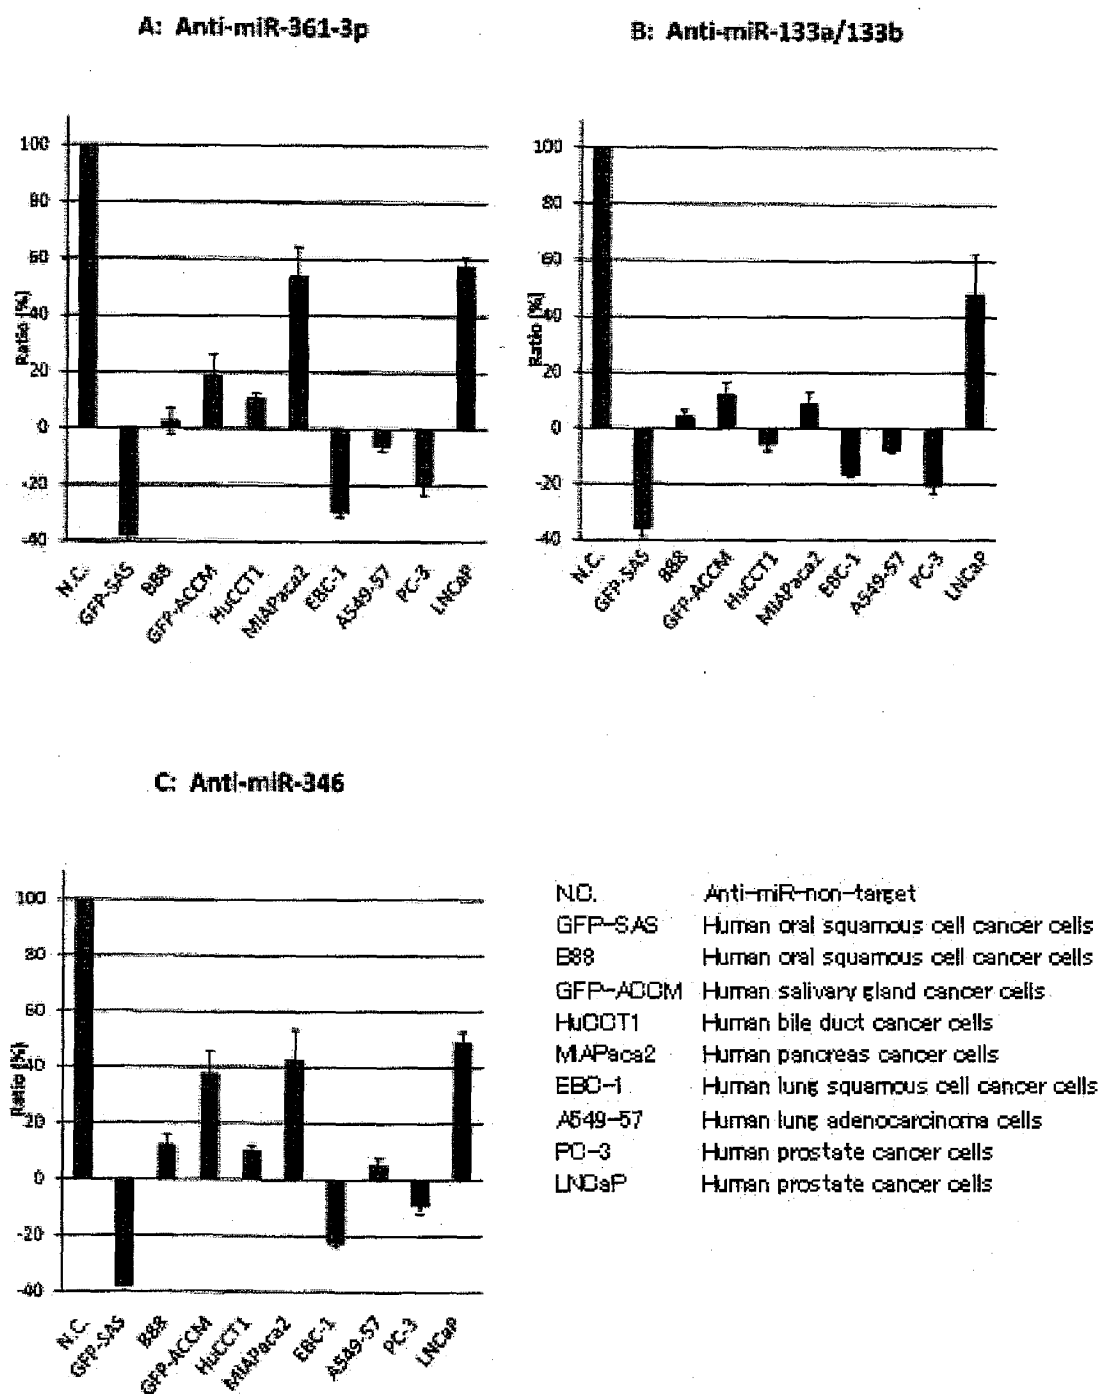 A: Anti-miR-361-3p
100
80
60
40
20
0
-20
-40
Ratio (%)
N.C.
GFP-SAS
B88
GFP-ACCM
HuCCT1
MIAPaca2
EBC-1
A549-57
PC-3
LNCaP
B: Anti-miR-133a/133b
100
80
60
40
20
0
-20
-40
Ratio (%)
N.C.
GFP-SAS
B88
GFP-ACCM
HuCCT1
MIAPaca2
EBC-1
A549-57
PC-3
LNCaP
C: Anti-miR-346
100
80
60
40
20
0
-20
-40
Ratio (%)
N.C.
GFP-SAS
B88
GFP-ACCM
HuCCT1
MIAPaca2
EBC-1
A549-57
PC-3
LNCaP
N.C. Anti-miR-non-target
GFP-SAS Human oral squamous cell cancer cells
B88 Human oral squamous cell cancer cells
GFP-ACCM Human salivary gland cancer cells
HuCCT1 Human bile duct cancer cells
MIAPaca2 Human pancreas cancer cells
EBC-1 Human lung squamous cell cancer cells
A549-57 Human lung adenocarcinoma cells
PC-3 Human prostate cancer cells
LNCaP Human prostate cancer cells